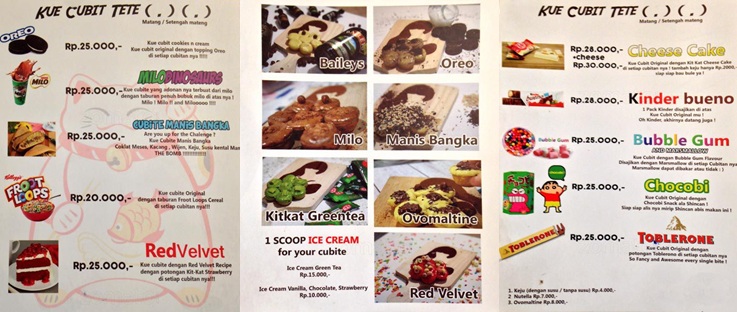 KUE CUBIT TETE ( . ) ( . )
Matang / Setengah mateng
OREO
Rp.25.000,-
Kue cubit cookies n cream
Kue cubit original dengan topping Oreo
di setiap cubitan nya !!!!!
MILO
Rp.25.000,-
MILODINOSAURS
Kue cubite yang adonan nya terbuat dari milo
dengan taburan penuh bubok milo di atas nya !
Milo ! Milo !! and Milooooo !!!!
Rp.25.000,-
CUBITE MANIS BANGKA
Are you up for the Chalenge ?
Kue Cubite Manis Bangka
Coklat Meses, Kacang , Wijen, Keju, Susu kental Manis
THE BOMB !!!!!!!!!!!!!!
Kellogg's
FROOT LOOPS
Rp.20.000,-
Kue cubite Original
dengan taburan Froot Loops Cereal
di setiap cubitan nya!!!
RedVelvet
Rp.25.000,-
Kue cubite dengan Red Velvet Recipe
dengan potongan Kit-Kat Strawberry
di setiap cubitan nya!!!
Baileys
Oreo
Milo
Manis Bangka
Kitkat Greentea
Ovomaltine
1 SCOOP ICE CREAM
for your cubite
Ice Cream Green Tea
Rp.15.000,-
Ice Cream Vanilla, Chocolate, Strawberry
Rp.10.000,-
Red Velvet
KUE CUBIT TETE ( . ) ( . )
Matang / Setengah mateng
Rp.28.000,-
+cheese
Rp.30.000,-
Cheese Cake
Kue Cubit Original dengan Kit-Kat Cheese Cake
di setiap cubitan nya ! tambah keju hanya Rp.2000,
siap siap bau bule ya !
Rp.28.000,-
Kinder bueno
1 Pack Kinder disajikan di atas
Kue Cubit Original mu !
Oh Kinder, akhirnya datang juga !
Bubble Gum
Rp.25.000,-
Bubble Gum
AND MARSMALLOW
Kue Cubit dengan Bubble Gum Flavour
Disajikan dengan Marsmallow di setiap Cubitan nya
Marsmallow dapat dibakar atau tidak : )
Rp.25.000,-
Chocobi
Kue Cubit Original dengan
Chocobi Snack ala Shincan !
Siap siap alis nya mirip Shincan abis makan ini !
TOBLERONE
Rp.25.000,-
TOBLERONE
Kue Cubit Original dengan
potongan Toblerone di setiap cubitan nya
So Fancy and Awesome every single bite !
1. Keju (dengan susu / tanpa susu) Rp 4.000,-
2 Nutella Rp 7.000,-
3. Ovomaltine Rp 8.000,-